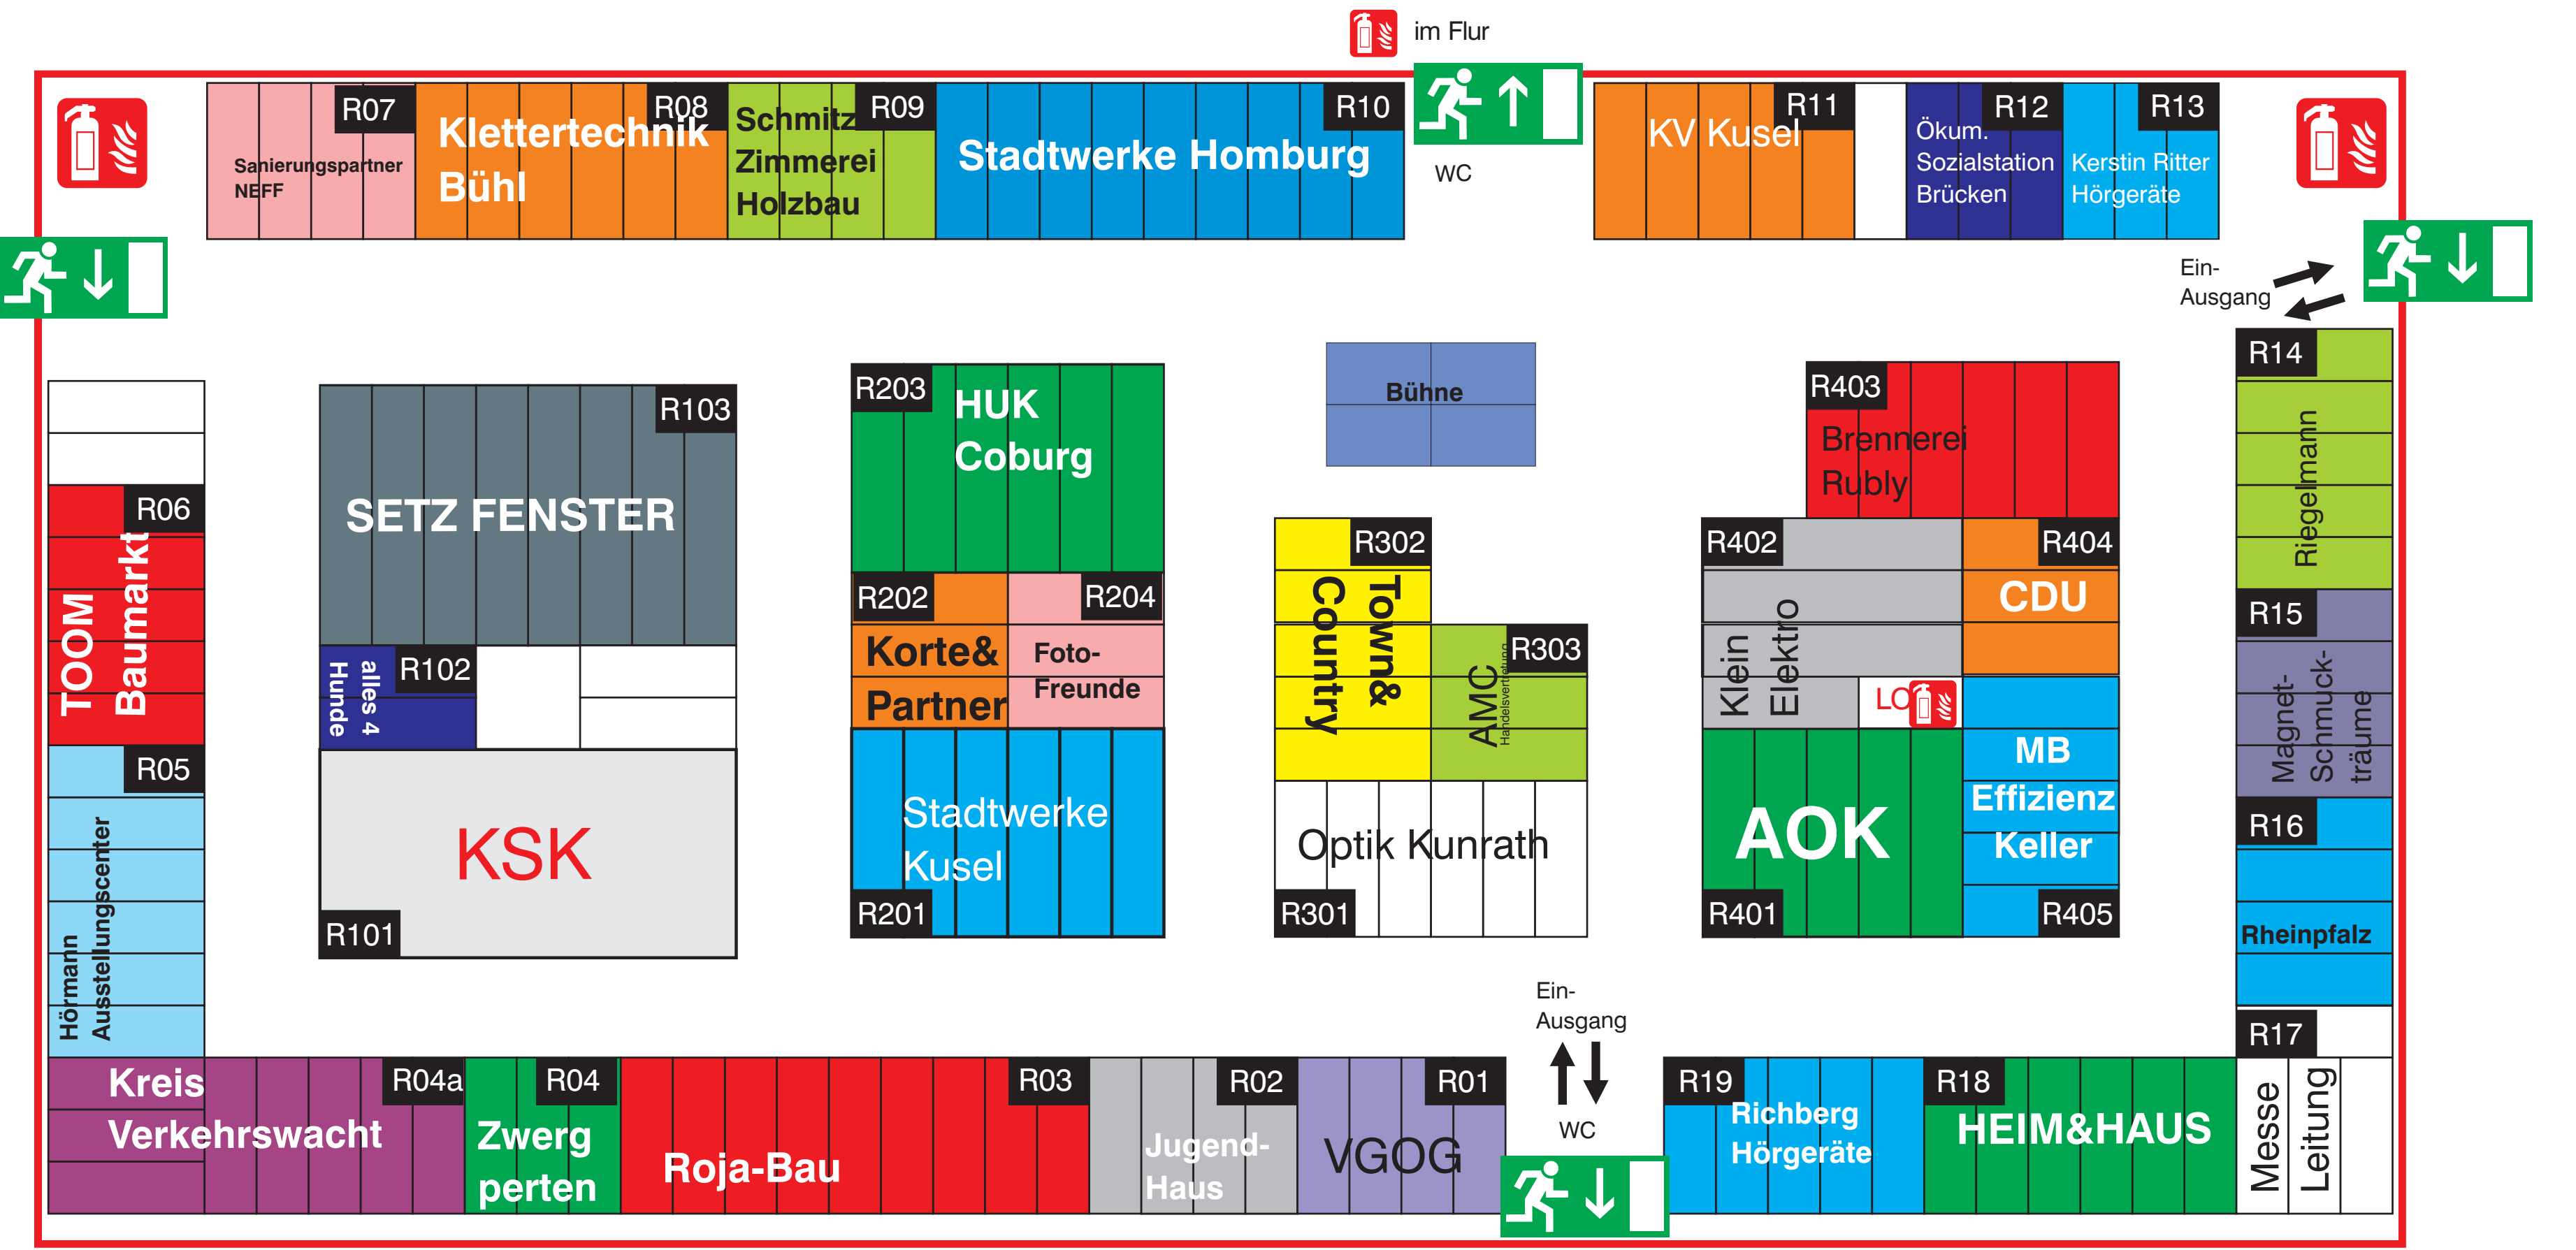 im Flur
R07
Sanierungspartner
NEFF
R08
Klettertechnik
Bühl
R09
Schmitz
Zimmerei
Holzbau
R10
Stadtwerke Homburg
WC
R11
KV Kusel
R12
Ökum.
Sozialstation
Brücken
R13
Kerstin Ritter
Hörgeräte
Ein-
Ausgang
R06
TOOM
Baumarkt
R05
Hörmann
Ausstellungscenter
R103
SETZ FENSTER
R102
alles 4
Hunde
KSK
R101
R203
HUK
Coburg
R202
Korte&
Partner
R204
Foto-
Freunde
Stadtwerke
Kusel
R201
Bühne
R302
Town&
Country
R303
AMC
Handelsvertretung
Optik Kunrath
R301
R403
Brennerei
Rubly
R402
Klein
Elektro
R404
CDU
LO
AOK
R401
MB
Effizienz
Keller
R405
R14
Riegelmann
R15
Magnet-
Schmuck-
träume
R16
Rheinpfalz
R17
Messe
Leitung
Ein-
Ausgang
WC
R04a
Kreis
Verkehrswacht
R04
Zwerg
perten
R03
Roja-Bau
R02
Jugend-
Haus
R01
VGOG
R19
Richberg
Hörgeräte
R18
HEIM&HAUS